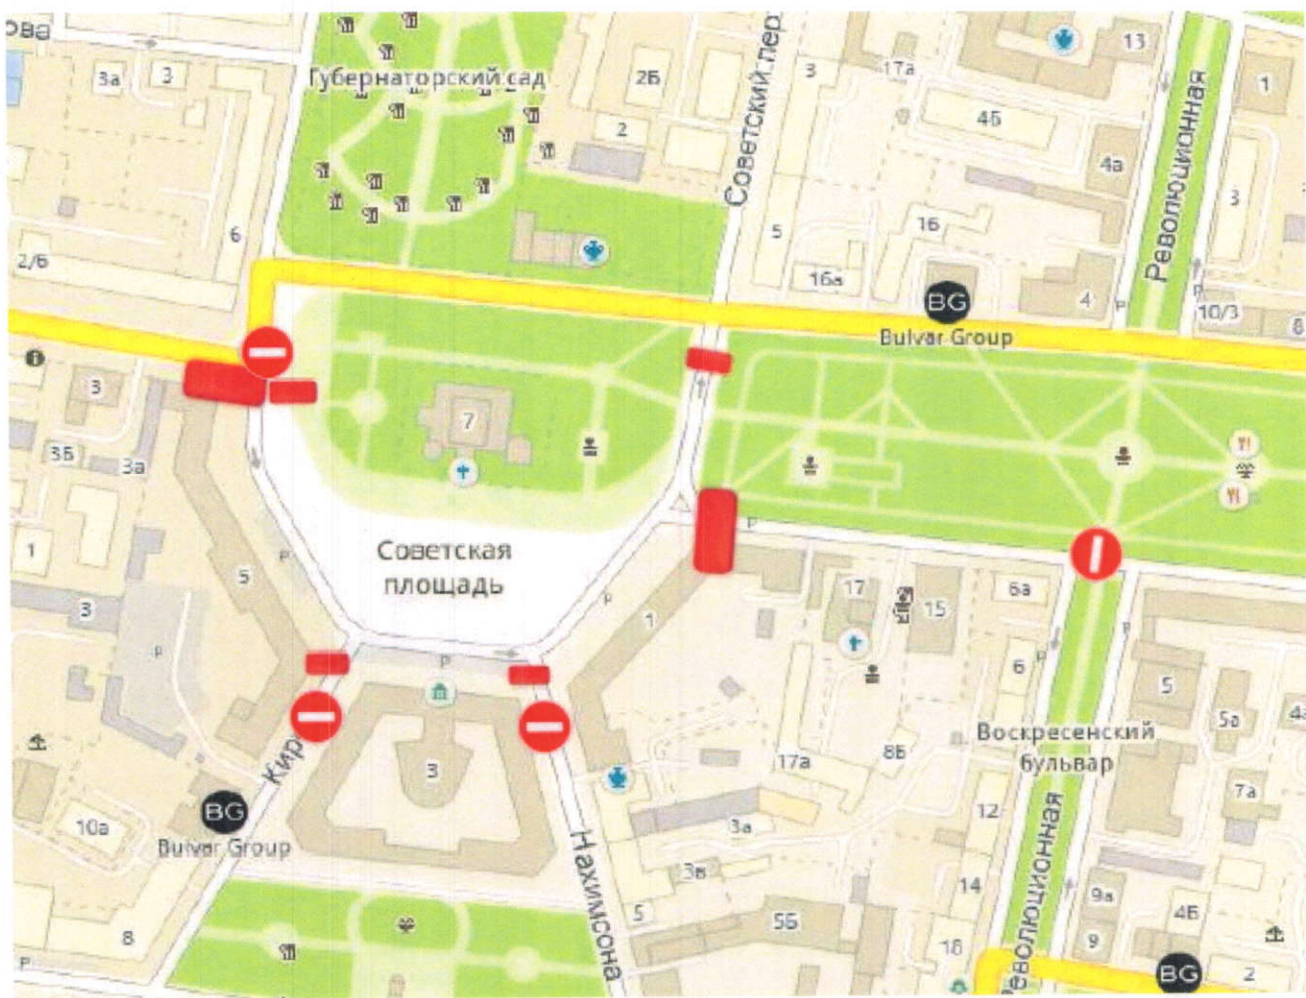 ова
3а
3
Губернаторский сад
2Б
2
Советский пер
3
17а
13
4Б
4а
Революционная
1
3
6
2/6
5
16
16а
BG
Bulvar Group
4
P
P
10/3
8
3
3Б
3а
7
1
3
5
P
Советская
площадь
P
P
1
P
17
15
6а
P
6
P
5
5а
4а
3
P
Кир
10а
BG
Bulvar Group
8
P
Нахимсона
17а
8Б
Воскресенский
бульвар
12
7а
3а
3в
5
5Б
14
18
Революционная
9а
9
4Б
BG
2